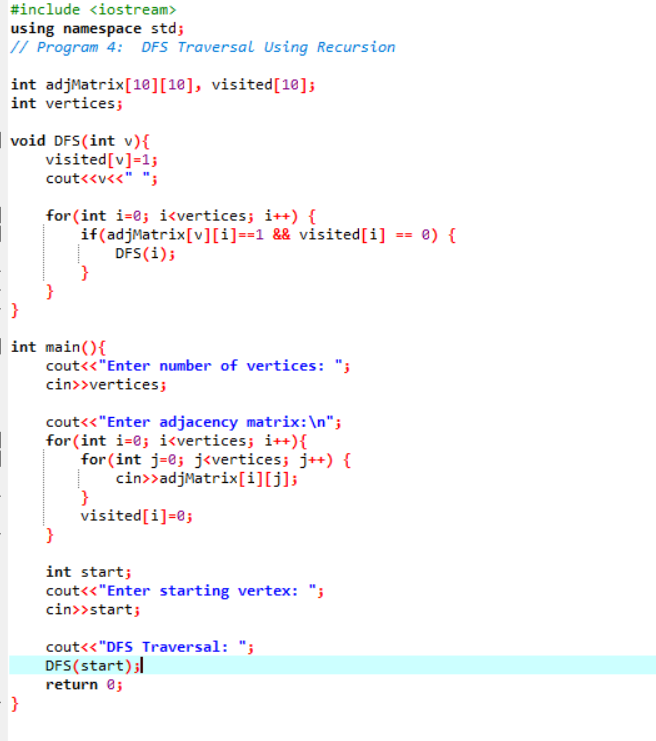 #include <iostream>
using namespace std;
// Program 4:  DFS Traversal Using Recursion

int adjMatrix[10][10], visited[10];
int vertices;

void DFS(int v){
    visited[v]=1;
    cout<<v<<" ";

    for(int i=0; i<vertices; i++) {
        if(adjMatrix[v][i]==1 && visited[i] == 0) {
            DFS(i);
        }
    }
}

int main(){
    cout<<"Enter number of vertices: ";
    cin>>vertices;

    cout<<"Enter adjacency matrix:\n";
    for(int i=0; i<vertices; i++){
        for(int j=0; j<vertices; j++) {
            cin>>adjMatrix[i][j];
        }
        visited[i]=0;
    }

    int start;
    cout<<"Enter starting vertex: ";
    cin>>start;

    cout<<"DFS Traversal: ";
    DFS(start);
    return 0;
}